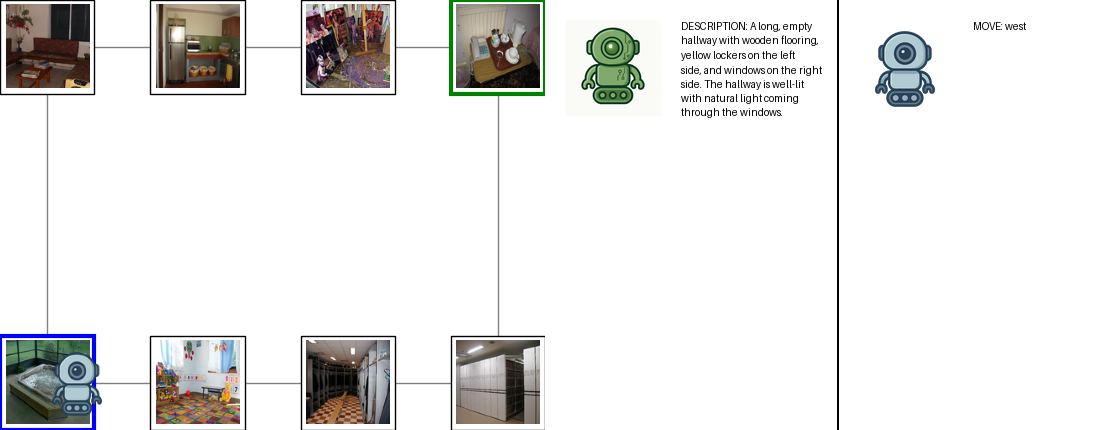 DESCRIPTION: A long, empty
hallway with wooden flooring,
yellow lockers on the left
side, and windows on the right
side. The hallway is well-lit
with natural light coming
through the windows.
MOVE: west